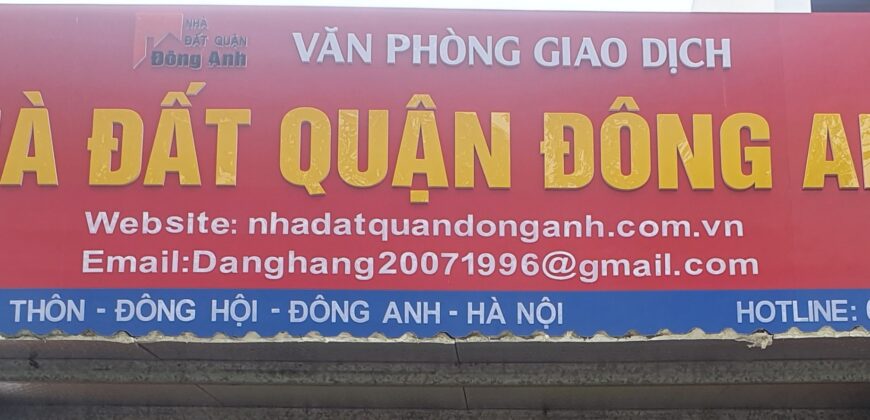 NHÀ
ĐẤT QUẬN
Đông Anh
VĂN PHÒNG GIAO DỊCH
ĐẤT QUẬN ĐÔNG
Website: nhadatquandonganh.com.vn
Email:Danghang20071996@gmail.com
THÔN - ĐÔNG HỘI - ĐÔNG ANH - HÀ NỘI
HOTLINE: